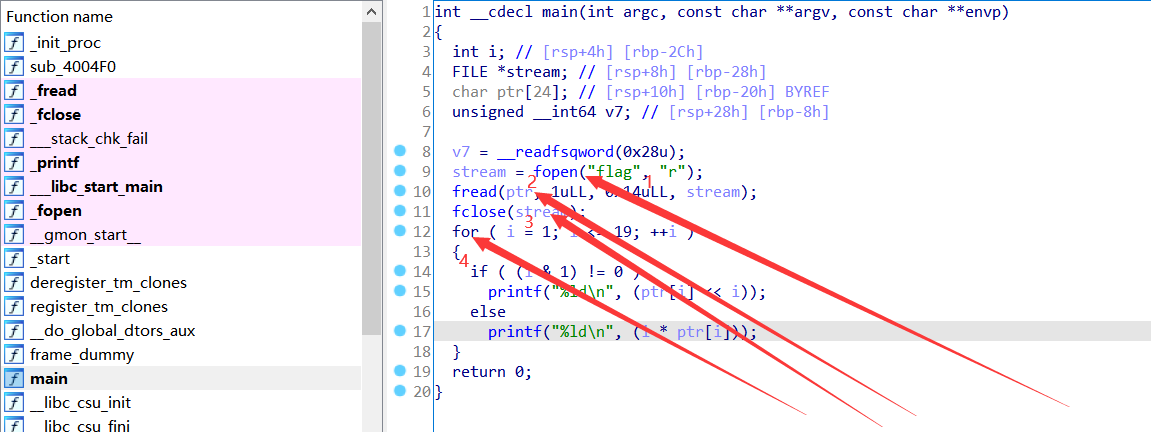 Function name
_init_proc
sub_4004F0
_fread
_fclose
___stack_chk_fail
_printf
___libc_start_main
_fopen
__gmon_start__
_start
deregister_tm_clones
register_tm_clones
__do_global_dtors_aux
frame_dummy
main
__libc_csu_init
__libc_csu_fini
1 int __cdecl main(int argc, const char **argv, const char **envp)
2 {
3 int i; // [rsp+4h] [rbp-2Ch]
4 FILE *stream; // [rsp+8h] [rbp-28h]
5 char ptr[24]; // [rsp+10h] [rbp-20h] BYREF
6 unsigned __int64 v7; // [rsp+28h] [rbp-8h]
7
8 v7 = __readfsqword(0x28u);
9 stream = fopen("flag", "r");
2 1
10 fread(ptr, 1uLL, 0x14uLL, stream);
11 fclose(stream);
3
12 for ( i = 1; i <= 19; ++i )
13 {
4
14 if ( (i & 1) != 0 )
15 printf("%ld\n", (ptr[i] << i));
16 else
17 printf("%ld\n", (i * ptr[i]));
18 }
19 return 0;
20 }